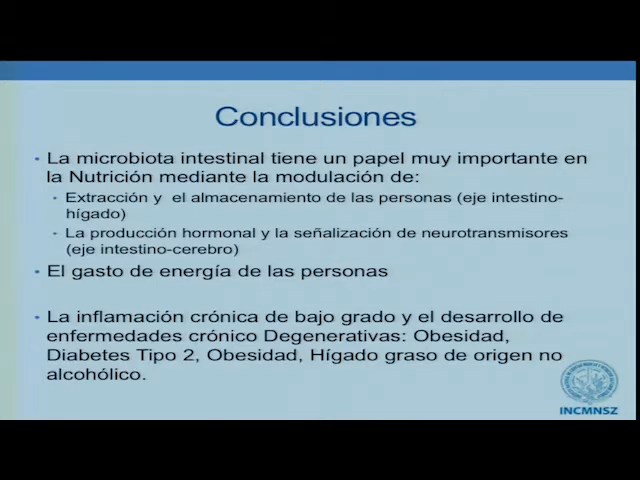 Conclusiones
• La microbiota intestinal tiene un papel muy importante en
la Nutrición mediante la modulación de:
• Extracción y el almacenamiento de las personas (eje intestino-
hígado)
• La producción hormonal y la señalización de neurotransmisores
(eje intestino-cerebro)
• El gasto de energía de las personas
• La inflamación crónica de bajo grado y el desarrollo de
enfermedades crónico Degenerativas: Obesidad,
Diabetes Tipo 2, Obesidad, Hígado graso de origen no
alcohólico.
INCMNSZ